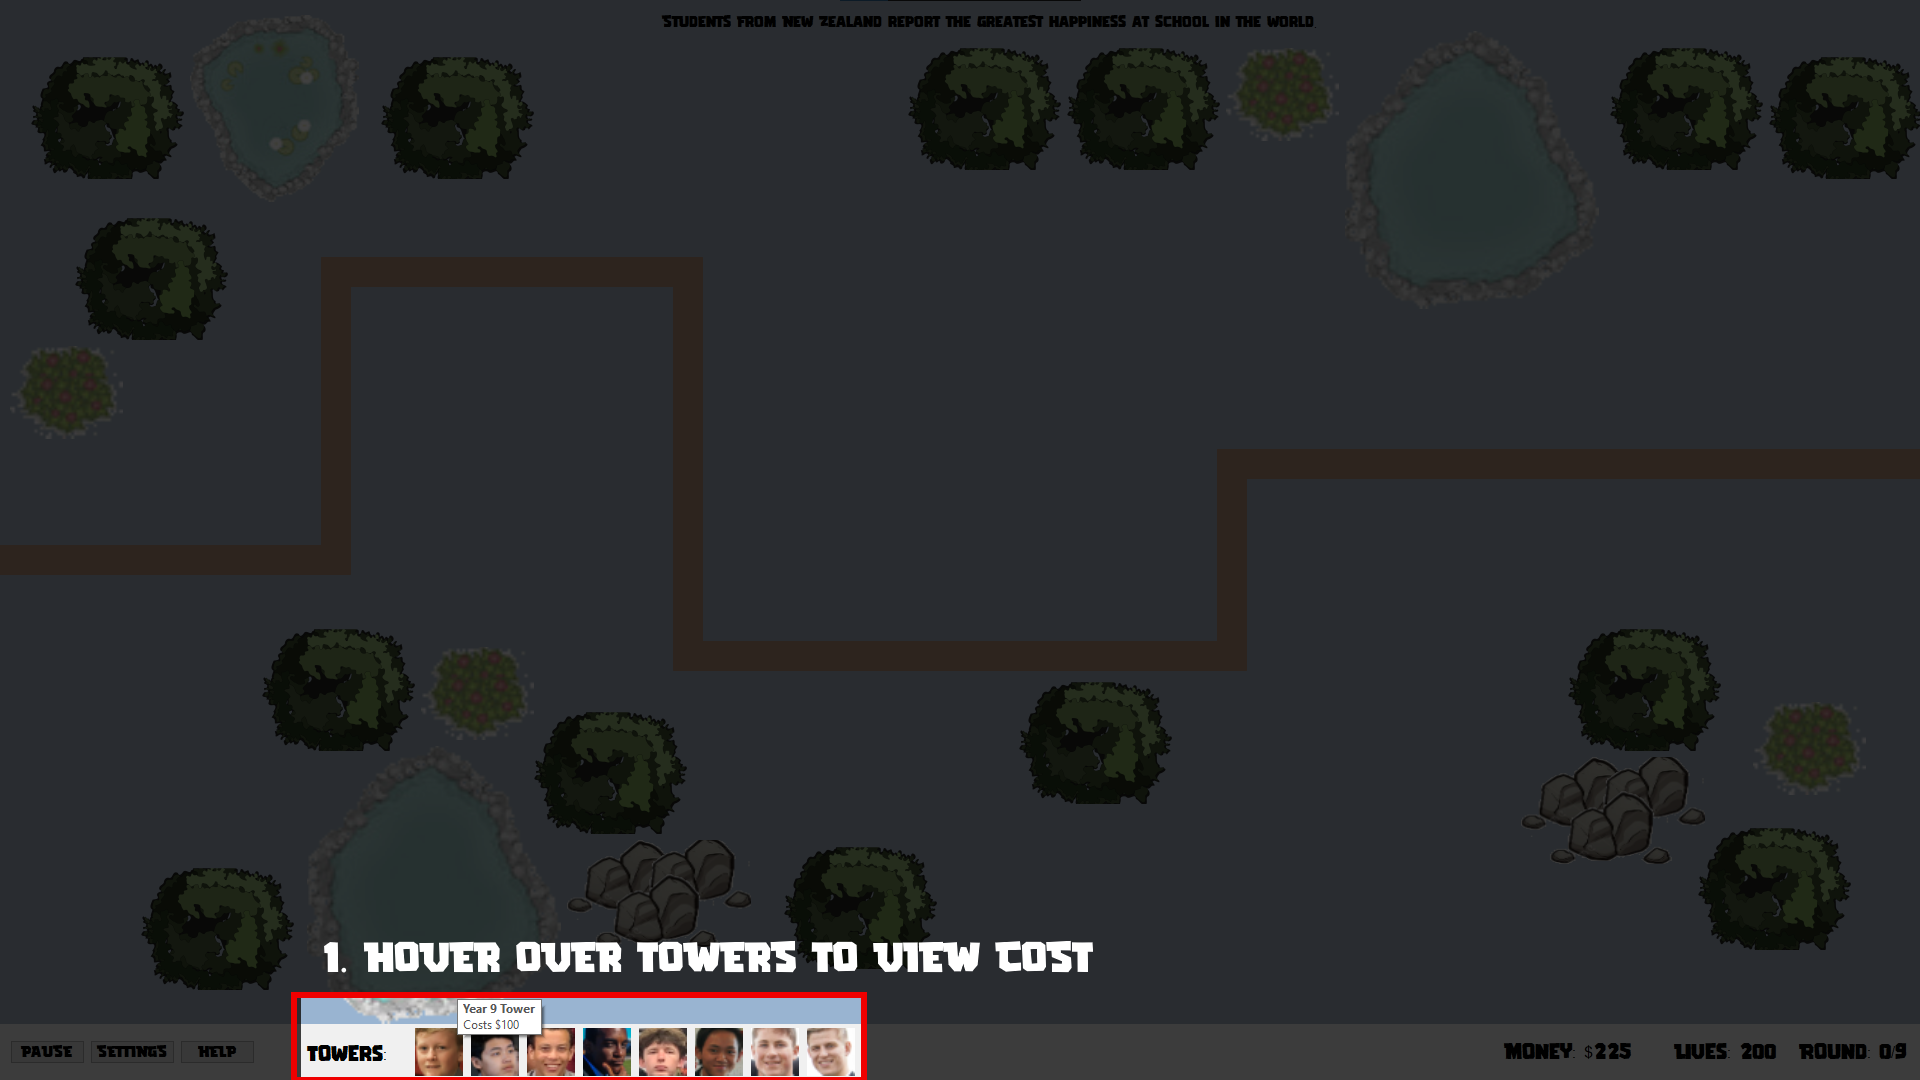 STUDENTS FROM NEW ZEALAND REPORT THE GREATEST HAPPINESS AT SCHOOL IN THE WORLD
1. HOVER OVER TOWERS TO VIEW COST
Year 9 Tower
Costs $100
PAUSE SETTINGS HELP TOWERS: MONEY: $225 LIVES: 200 ROUND: 0/9